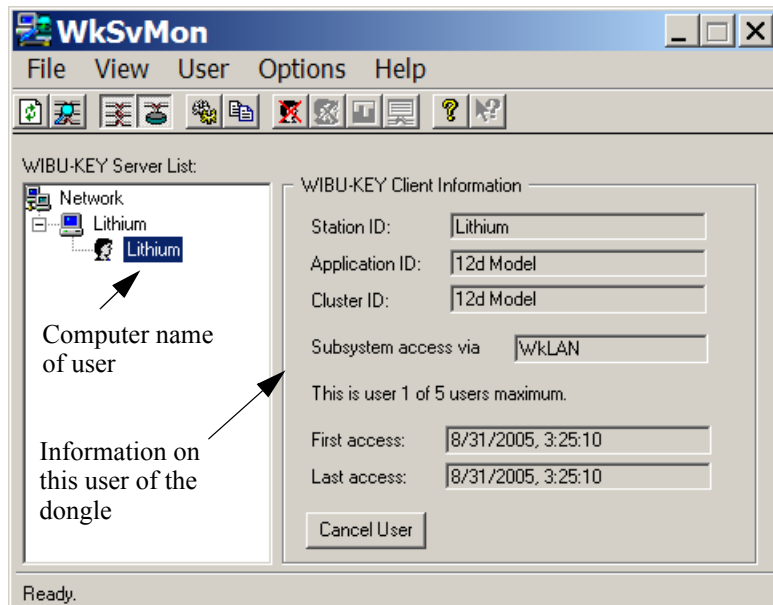 WkSvMon
File View User Options Help
WIBU-KEY Server List:
Network
Lithium
Lithium
Computer name
of user
Information on
this user of the
dongle
WIBU-KEY Client Information
Station ID: Lithium
Application ID: 12d Model
Cluster ID: 12d Model
Subsystem access via WkLAN
This is user 1 of 5 users maximum.
First access: 8/31/2005, 3:25:10
Last access: 8/31/2005, 3:25:10
Cancel User
Ready.